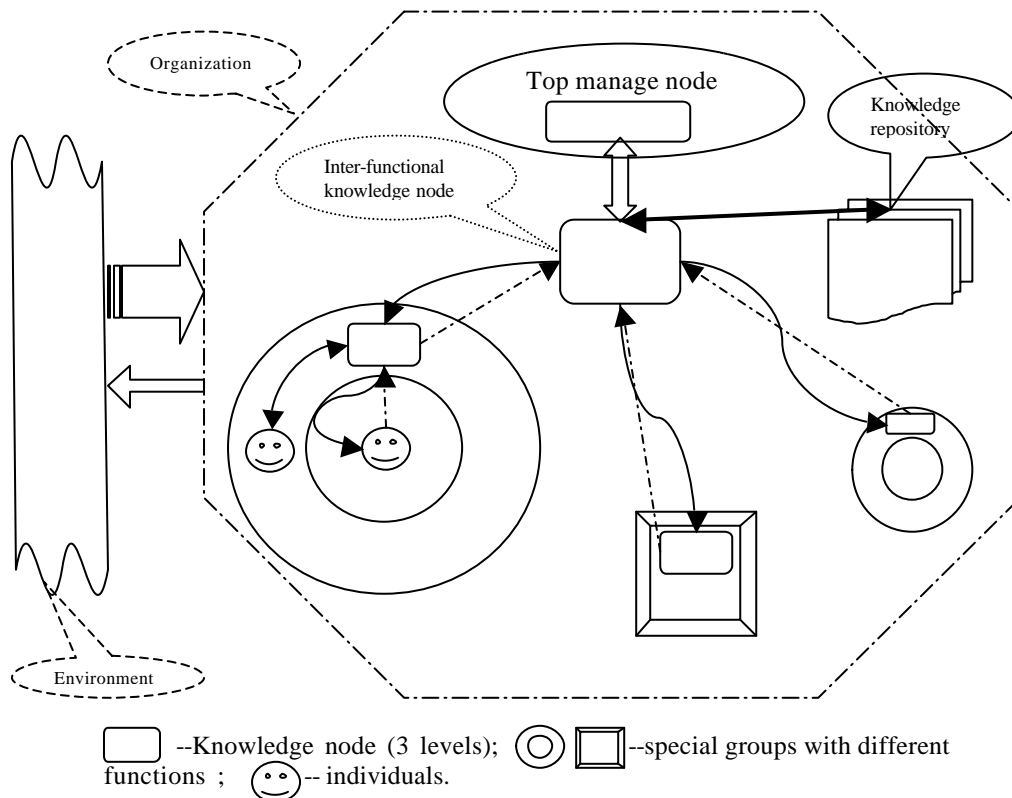 Organization
Top manage node
Knowledge
repository
Inter-functional
knowledge node
Environment
--Knowledge node (3 levels); --special groups with different
functions ; -- individuals.